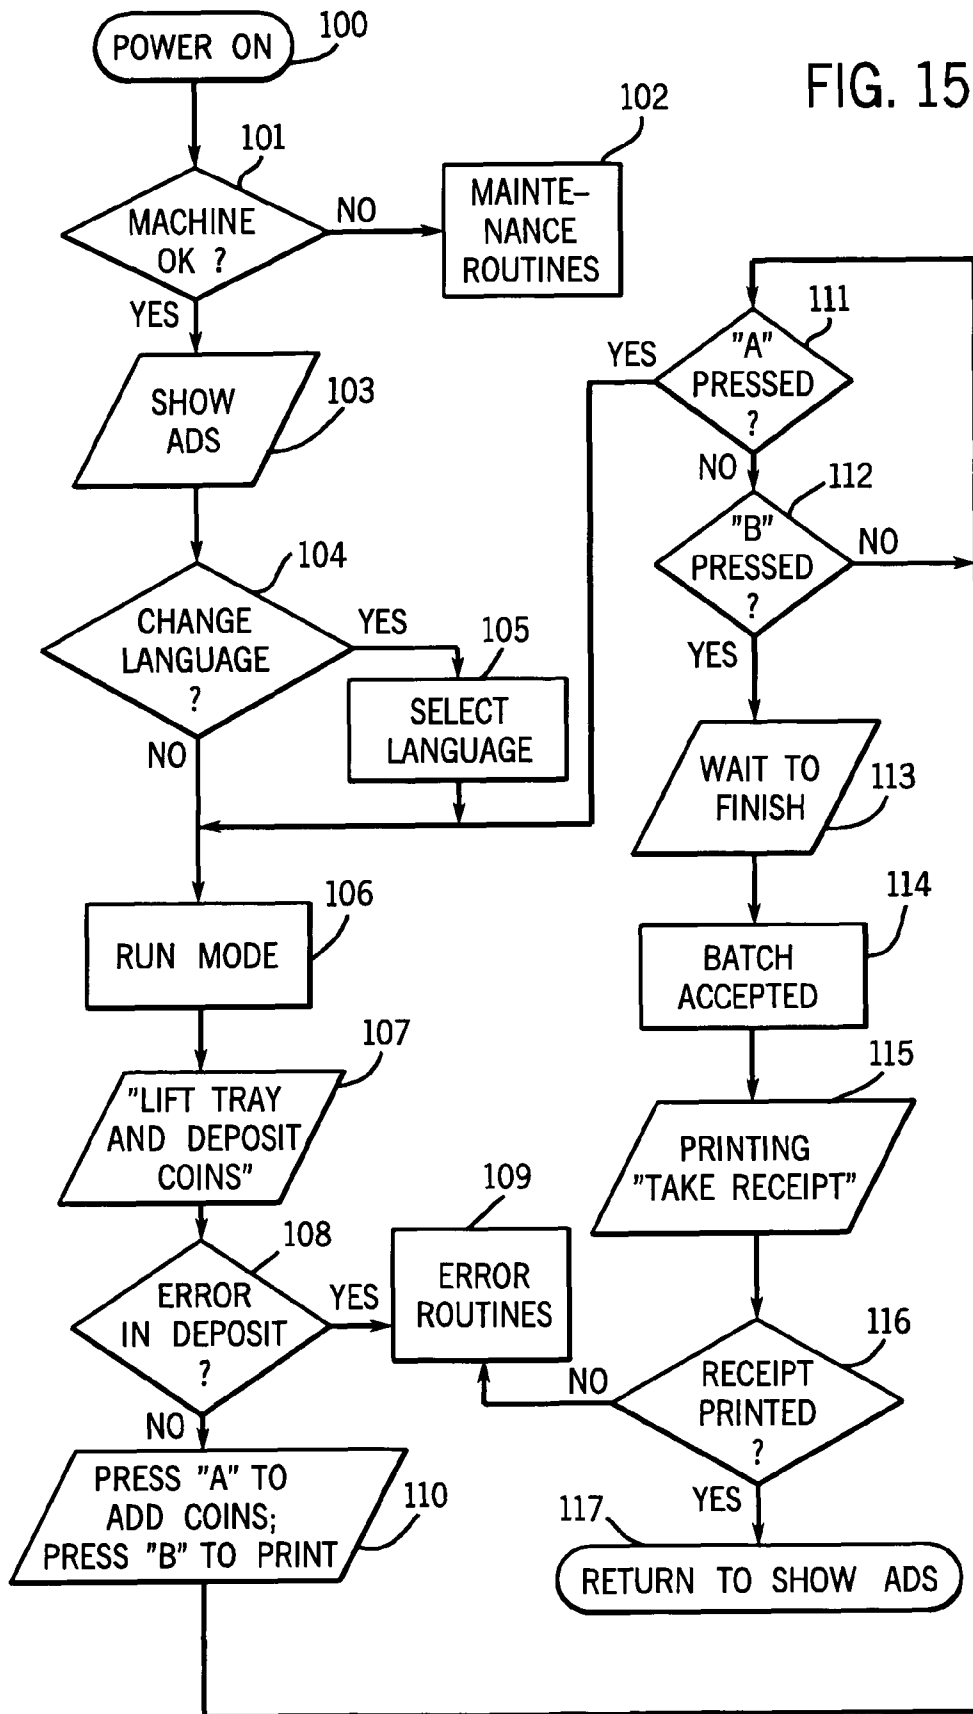 FIG. 15
POWER ON
100
101
MACHINE
OK ?
NO
102
MAINTE-
NANCE
ROUTINES
YES
SHOW
ADS
103
104
CHANGE
LANGUAGE
?
YES
105
SELECT
LANGUAGE
NO
106
RUN MODE
107
"LIFT TRAY
AND DEPOSIT
COINS"
108
ERROR
IN DEPOSIT
?
YES
109
ERROR
ROUTINES
NO
PRESS "A" TO
ADD COINS;
PRESS "B" TO PRINT
110
111
"A"
PRESSED
?
YES
NO
112
"B"
PRESSED
?
NO
YES
WAIT TO
FINISH
113
114
BATCH
ACCEPTED
115
PRINTING
"TAKE RECEIPT"
116
RECEIPT
PRINTED
?
NO
YES
117
RETURN TO SHOW ADS